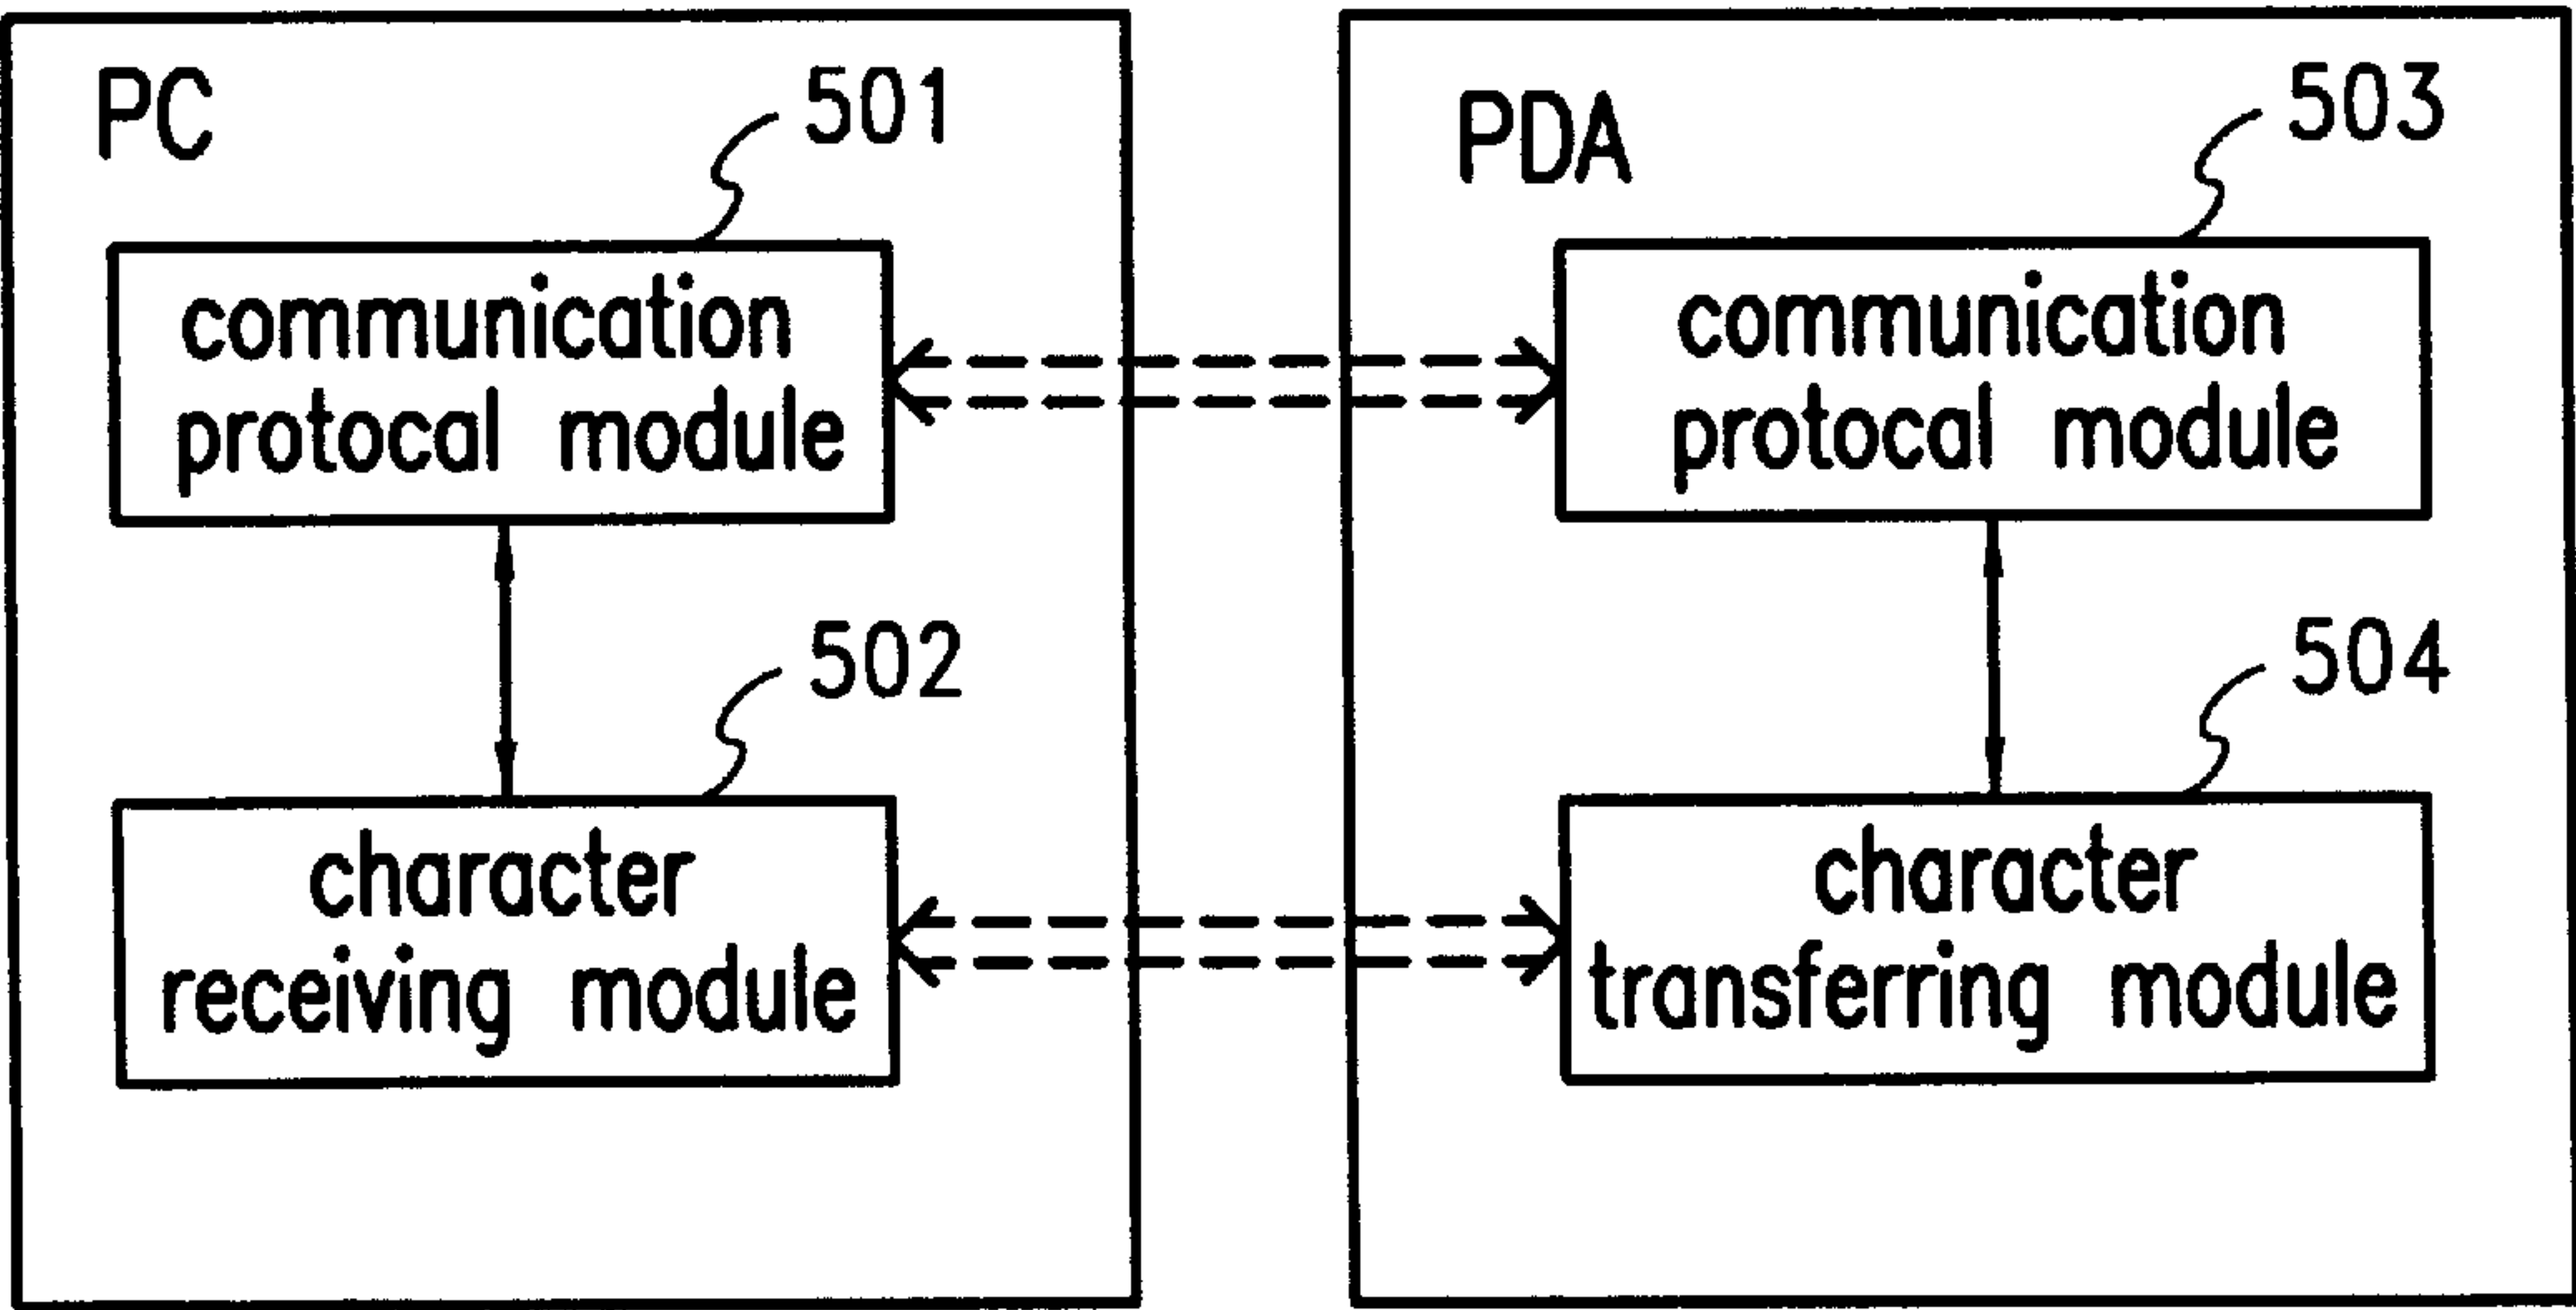 PC
501
communication
protocal module
502
character
receiving module
PDA
503
communication
protocal module
504
character
transferring module